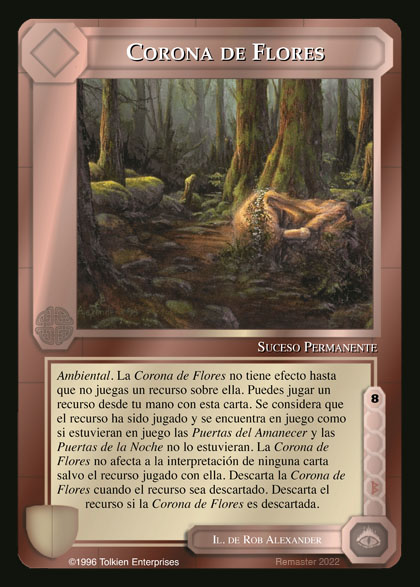 Corona de Flores
Suceso Permanente
Ambiental. La Corona de Flores no tiene efecto hasta
que no juegas un recurso sobre ella. Puedes jugar un
recurso desde tu mano con esta carta. Se considera que
el recurso ha sido jugado y se encuentra en juego como
si estuvieran en juego las Puertas del Amanecer y las
Puertas de la Noche no lo estuvieran. La Corona de
Flores no afecta a la interpretación de ninguna carta
salvo el recurso jugado con ella. Descarta la Corona de
Flores cuando el recurso sea descartado. Descarta el
recurso si la Corona de Flores es descartada.
8
Il. de Rob Alexander
©1996 Tolkien Enterprises
Remaster 2022